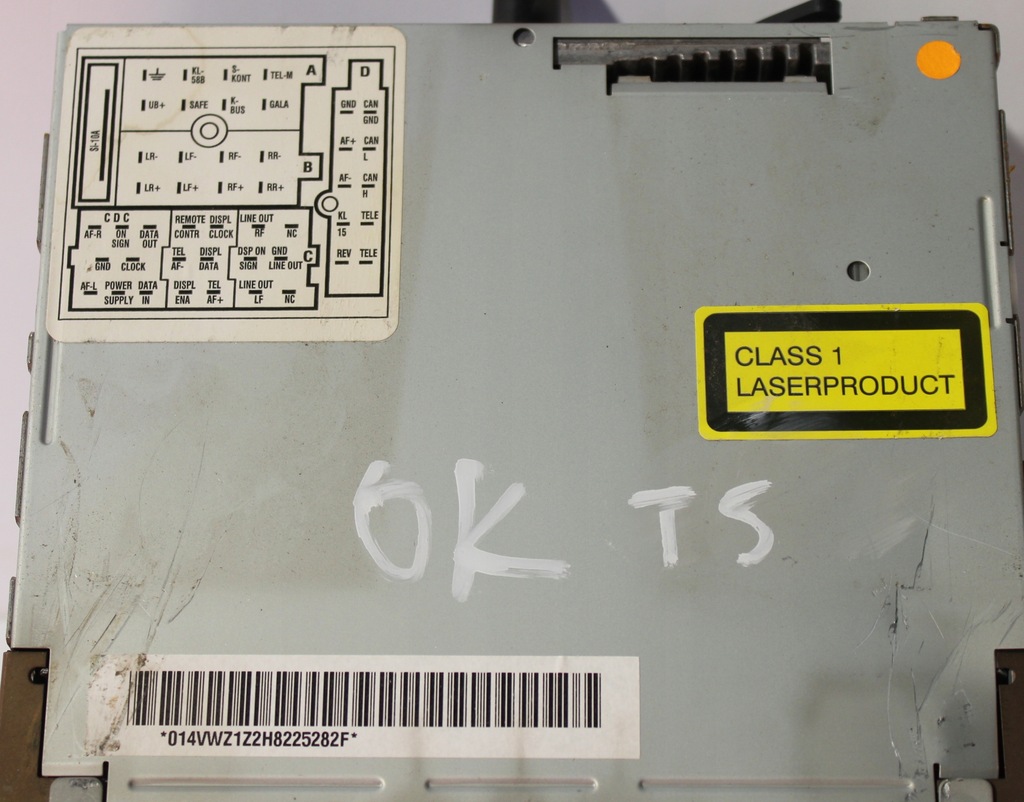 KL- S- TEL-M A D
58B KONT
UB+ SAFE K- GALA
BUS
SI-10A
LR- LF- RF- RR-
B
LR+ LF+ RF+ RR+
GND CAN
GND
AF+ CAN
L
AF- CAN
H
KL TELE
15
REV TELE
C D C
AF-R ON DATA
SIGN OUT
GND CLOCK
AF-L POWER DATA
SUPPLY IN
REMOTE DISPL
CONTR CLOCK
TEL DISPL
AF- DATA
DISPL TEL
ENA AF+
LINE OUT
RF NC
DSP ON GND C
SIGN LINE OUT
LINE OUT
LF NC
CLASS 1
LASERPRODUCT
OK TS
*014VWZ1Z2H8225282F*